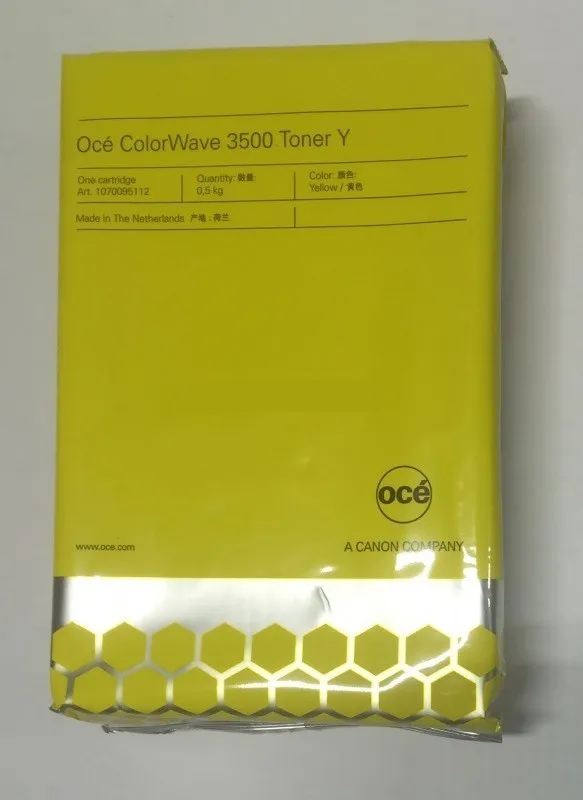 Océ ColorWave 3500 Toner Y
One cartridge
Art. 1070095112
Quantity: 数量:
0,5 kg
Color: 颜色:
Yellow / 黄色
Made in The Netherlands 产地 : 荷兰
océ
www.oce.com
A CANON COMPANY